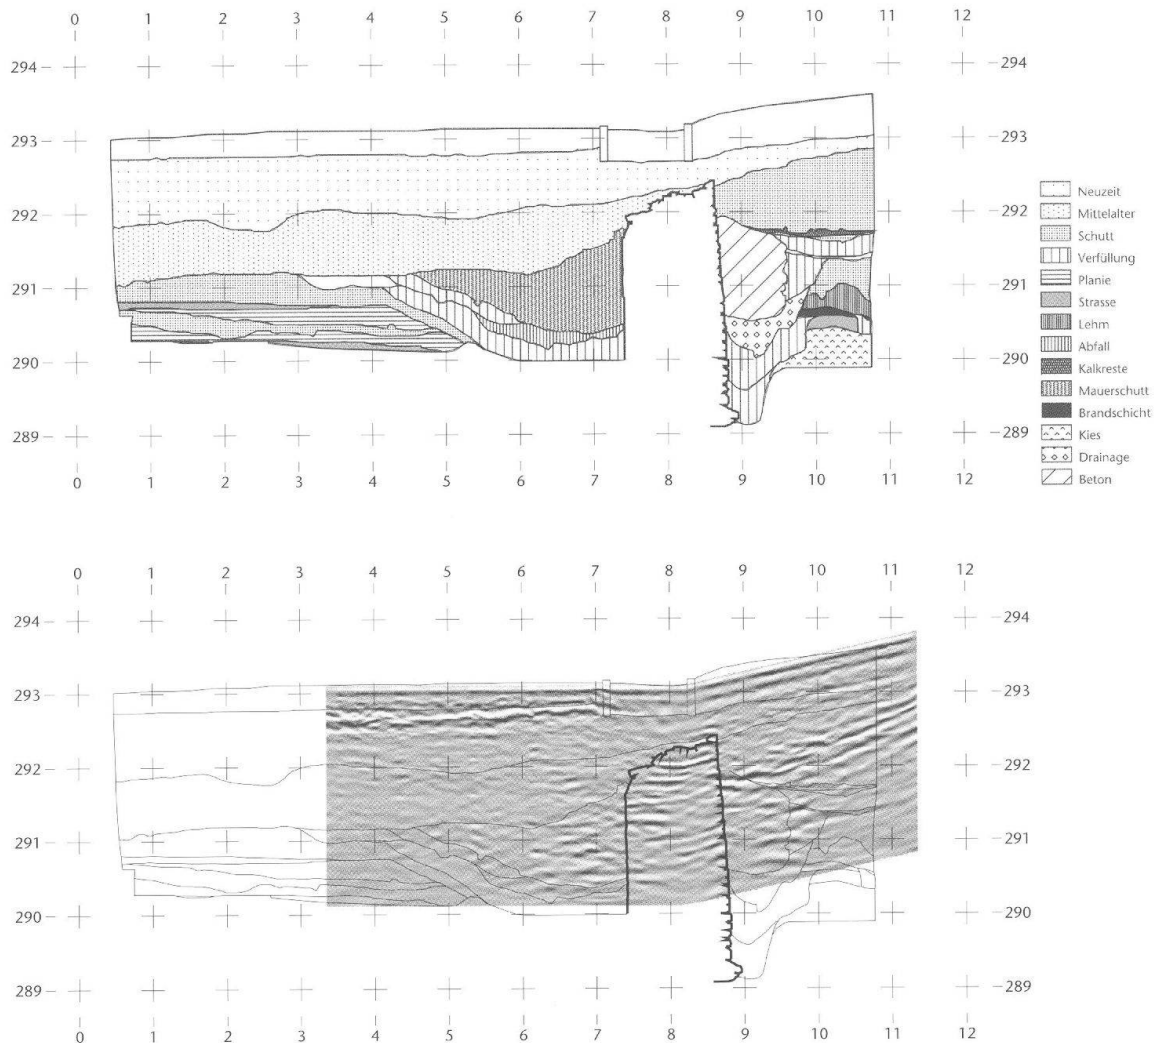 0 1 2 3 4 5 6 7 8 9 10 11 12
294 294
293 293
292 292
291 291
290 290
289 289
0 1 2 3 4 5 6 7 8 9 10 11 12
Neuzeit
Mittelalter
Schutt
Verfüllung
Planie
Strasse
Lehm
Abfall
Kalkreste
Mauerschutt
Brandschicht
Kies
Drainage
Beton
0 1 2 3 4 5 6 7 8 9 10 11 12
294 294
293 293
292 292
291 291
290 290
289 289
0 1 2 3 4 5 6 7 8 9 10 11 12